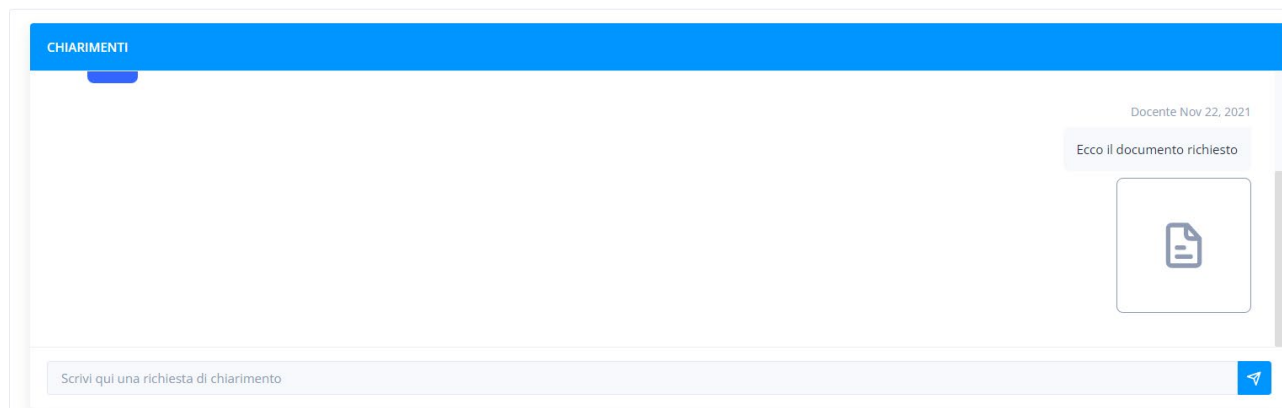 CHIARIMENTI
Docente Nov 22, 2021
Ecco il documento richiesto
Scrivi qui una richiesta di chiarimento